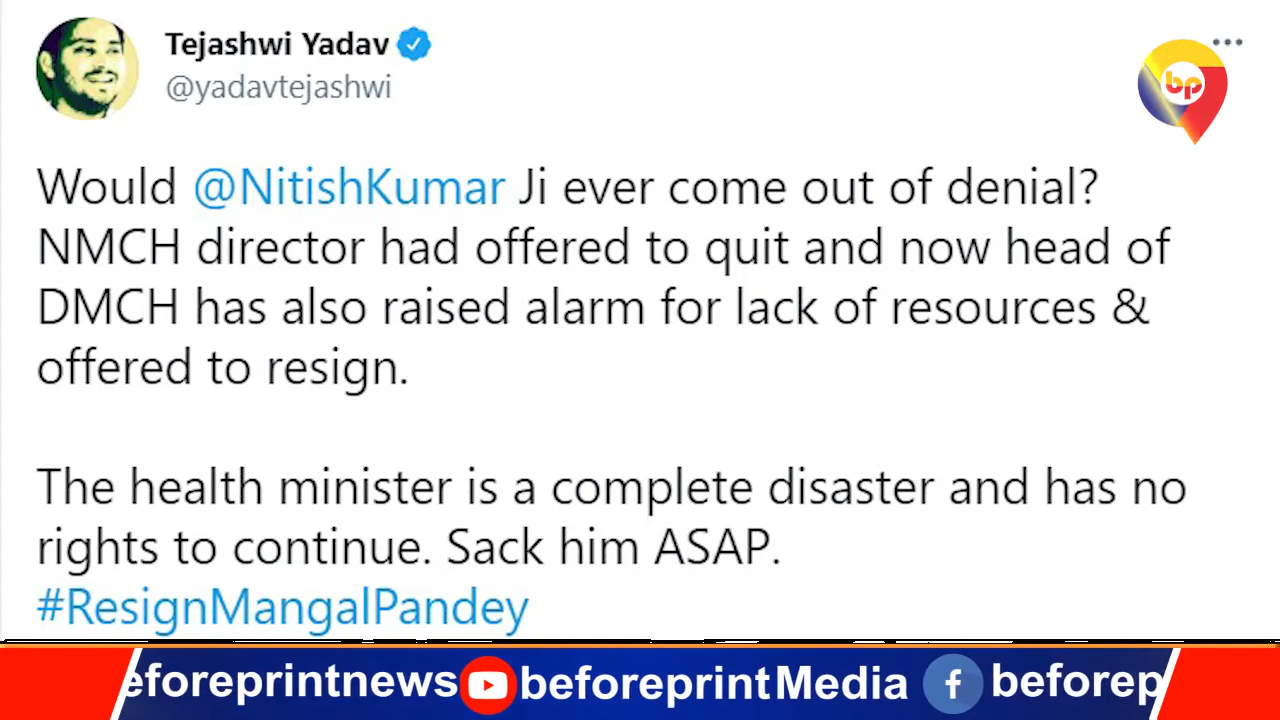 Tejashwi Yadav
@yadavtejashwi
bp
Would @NitishKumar Ji ever come out of denial?
NMCH director had offered to quit and now head of
DMCH has also raised alarm for lack of resources &
offered to resign.
The health minister is a complete disaster and has no
rights to continue. Sack him ASAP.
#ResignMangalPandey
eforeprintnews beforeprintMedia f beforep